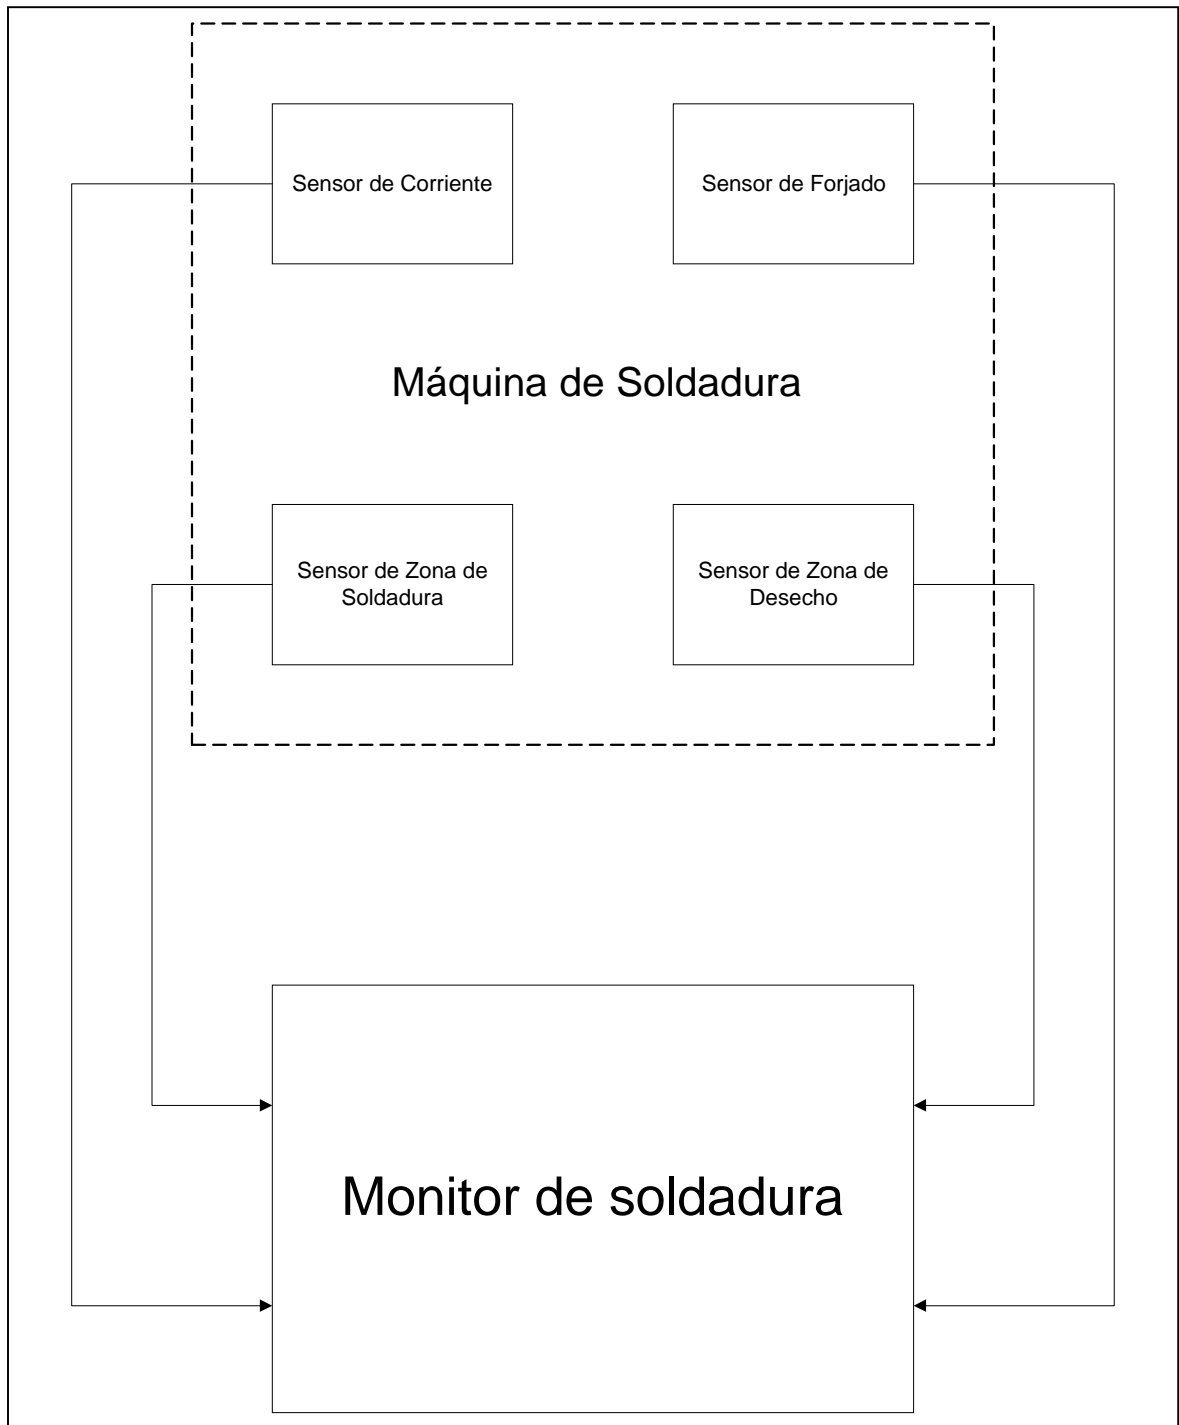 Sensor de Corriente
Sensor de Forjado
Máquina de Soldadura
Sensor de Zona de
Soldadura
Sensor de Zona de
Desecho
Monitor de soldadura